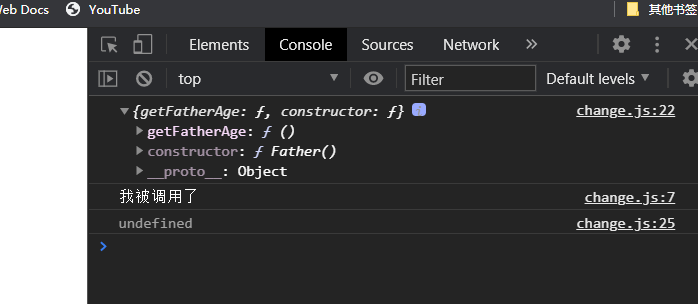 Web Docs YouTube 其他书签
Elements Console Sources Network »
top Filter Default levels
{getFatherAge: ƒ, constructor: ƒ} i change.js:22
getFatherAge: ƒ ()
constructor: ƒ Father()
__proto__: Object
我被调用了 change.js:7
undefined change.js:25
>